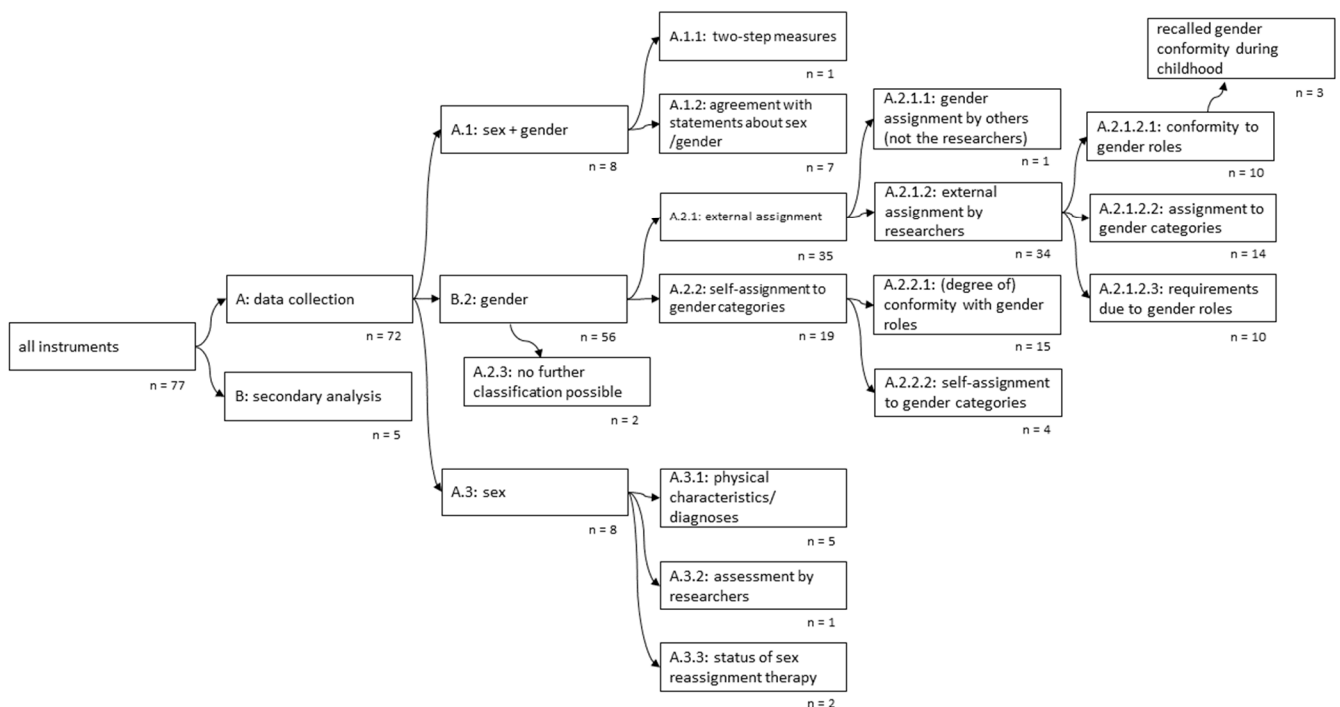 all instruments
n = 77
A: data collection
n = 72
B: secondary analysis
n = 5
A.1: sex + gender
n = 8
B.2: gender
n = 56
A.2.3: no further
classification possible
n = 2
A.3: sex
n = 8
A.1.1: two-step measures
n = 1
A.1.2: agreement with
statements about sex
/gender
n = 7
A.2.1: external assignment
n = 35
A.2.2: self-assignment to
gender categories
n = 19
A.3.1: physical
characteristics/
diagnoses
n = 5
A.3.2: assessment by
researchers
n = 1
A.3.3: status of sex
reassignment therapy
n = 2
A.2.1.1: gender
assignment by others
(not the researchers)
n = 1
A.2.1.2: external
assignment by
researchers
n = 34
A.2.2.1: (degree of)
conformity with gender
roles
n = 15
A.2.2.2: self-assignment
to gender categories
n = 4
recalled gender
conformity during
childhood
n = 3
A.2.1.2.1: conformity to
gender roles
n = 10
A.2.1.2.2: assignment to
gender categories
n = 14
A.2.1.2.3: requirements
due to gender roles
n = 10